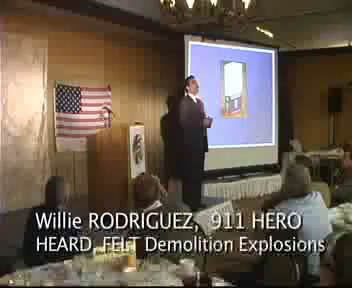 Willie RODRIGUEZ, 911 HERO
HEARD, FELT Demolition Explosions